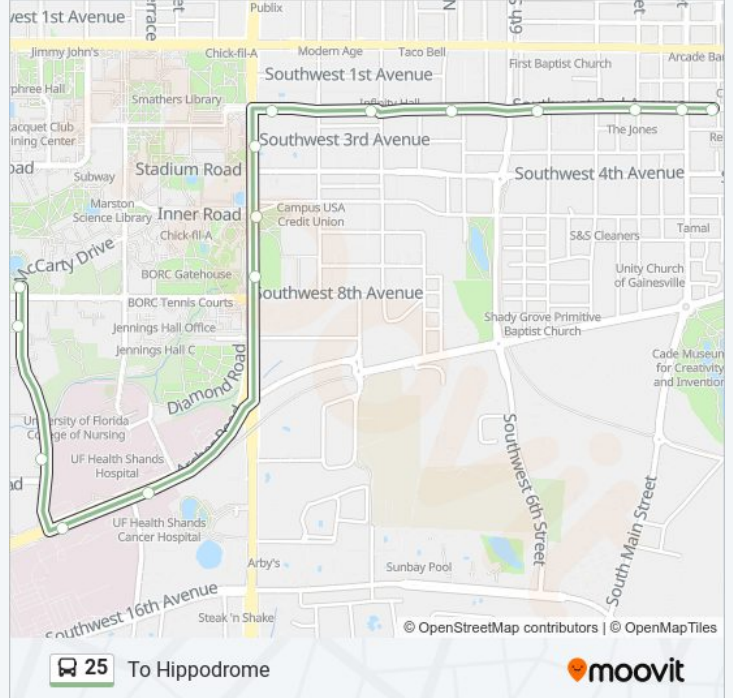 west 1st Avenue
Publix
Jimmy John's
Chick-fil-A
Modern Age
Taco Bell
First Baptist Church
Arcade Ba
Southwest 1st Avenue
Smathers Library
Infinity Hall
The Jones
Southwest 3rd Avenue
Stadium Road
Subway
Southwest 4th Avenue
Marston
Science Library
Inner Road
Campus USA
Credit Union
Chick-fil-A
S&S Cleaners
Tamal
McCarty Drive
BORC Gatehouse
Unity Church
of Gainesville
Southwest 8th Avenue
BORC Tennis Courts
Jennings Hall Office
Shady Grove Primitive
Baptist Church
Jennings Hall C
Cade Museum
for Creativity
and Invention
Diamond Road
Archer Road
University of Florida
College of Nursing
UF Health Shands
Hospital
Southwest 6th Street
South Main Street
UF Health Shands
Cancer Hospital
Arby's
Sunbay Pool
Southwest 16th Avenue
Steak 'n Shake
© OpenStreetMap contributors | © OpenMapTiles
25 To Hippodrome
moovit